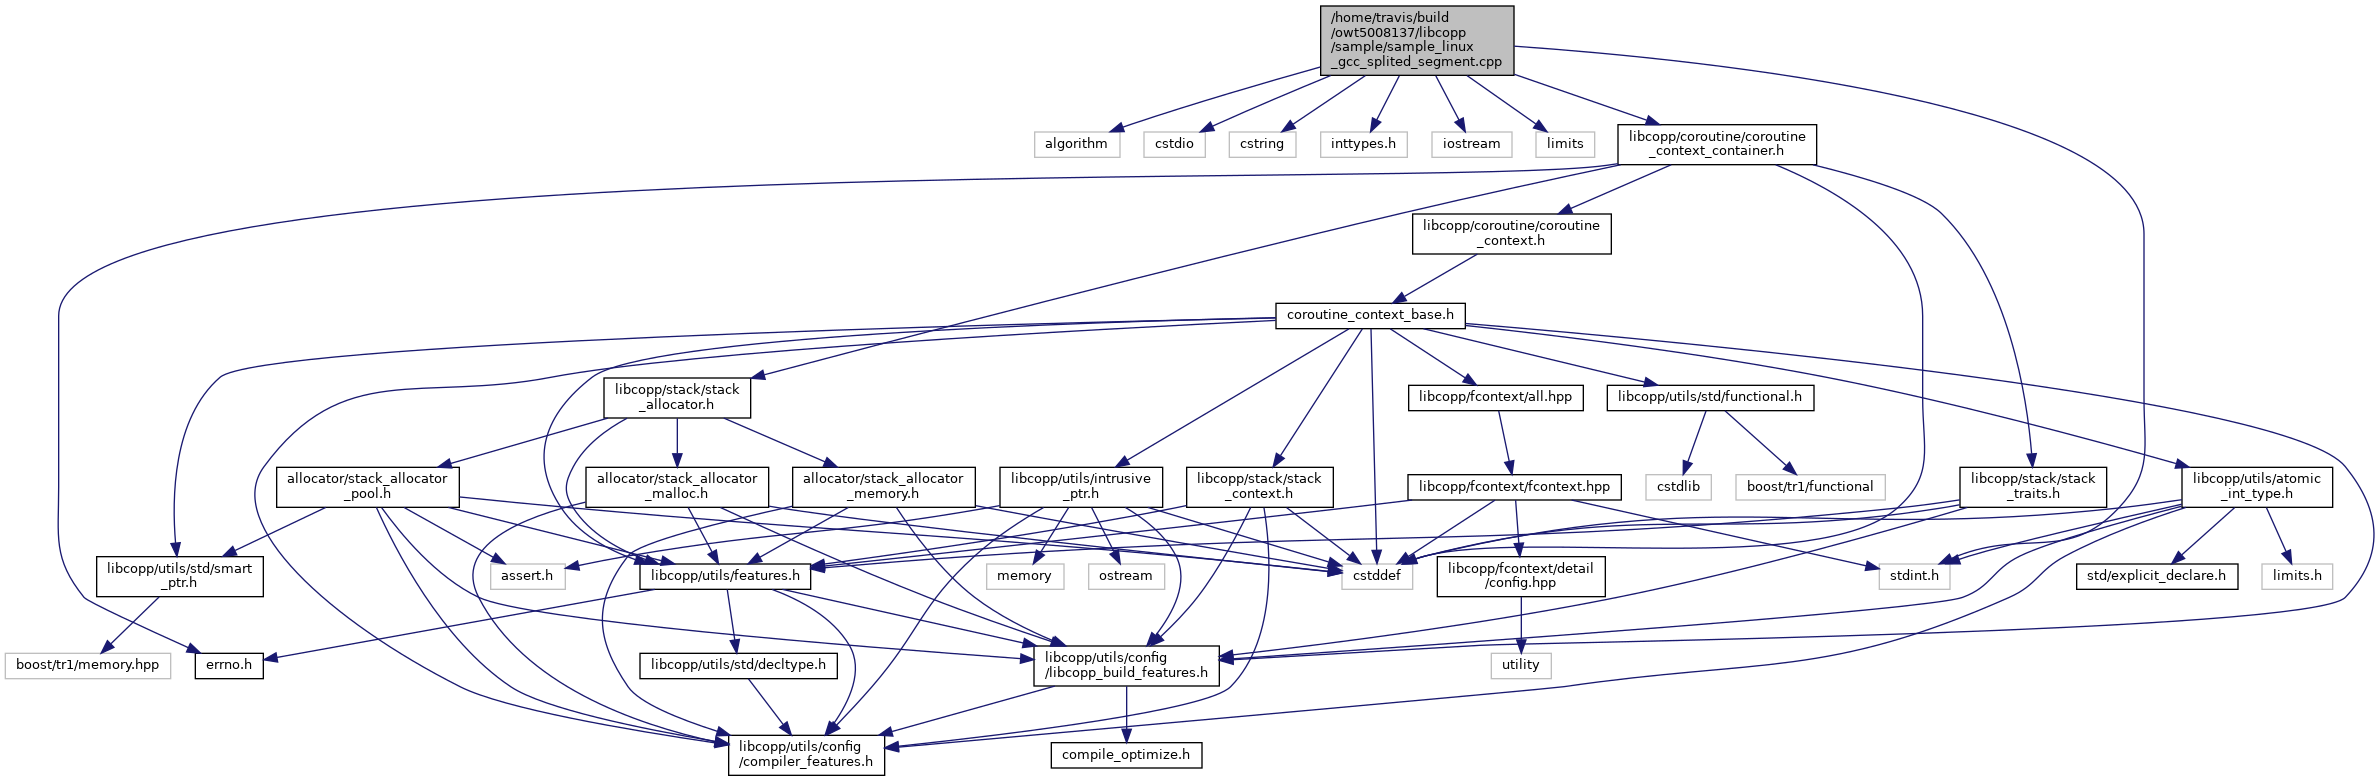 /home/travis/build
/owt5008137/libcopp
/sample/sample_linux
_gcc_splited_segment.cpp
algorithm
cstdio
cstring
inttypes.h
iostream
limits
libcopp/coroutine/coroutine
_context_container.h
libcopp/coroutine/coroutine
_context.h
coroutine_context_base.h
libcopp/stack/stack
_allocator.h
libcopp/fcontext/all.hpp
libcopp/utils/std/functional.h
allocator/stack_allocator
_pool.h
allocator/stack_allocator
_malloc.h
allocator/stack_allocator
_memory.h
libcopp/utils/intrusive
_ptr.h
libcopp/stack/stack
_context.h
libcopp/fcontext/fcontext.hpp
cstdlib
boost/tr1/functional
libcopp/stack/stack
_traits.h
libcopp/utils/atomic
_int_type.h
libcopp/utils/std/smart
_ptr.h
assert.h
libcopp/utils/features.h
memory
ostream
cstddef
libcopp/fcontext/detail
/config.hpp
stdint.h
std/explicit_declare.h
limits.h
boost/tr1/memory.hpp
errno.h
libcopp/utils/std/decltype.h
libcopp/utils/config
/libcopp_build_features.h
utility
libcopp/utils/config
/compiler_features.h
compile_optimize.h